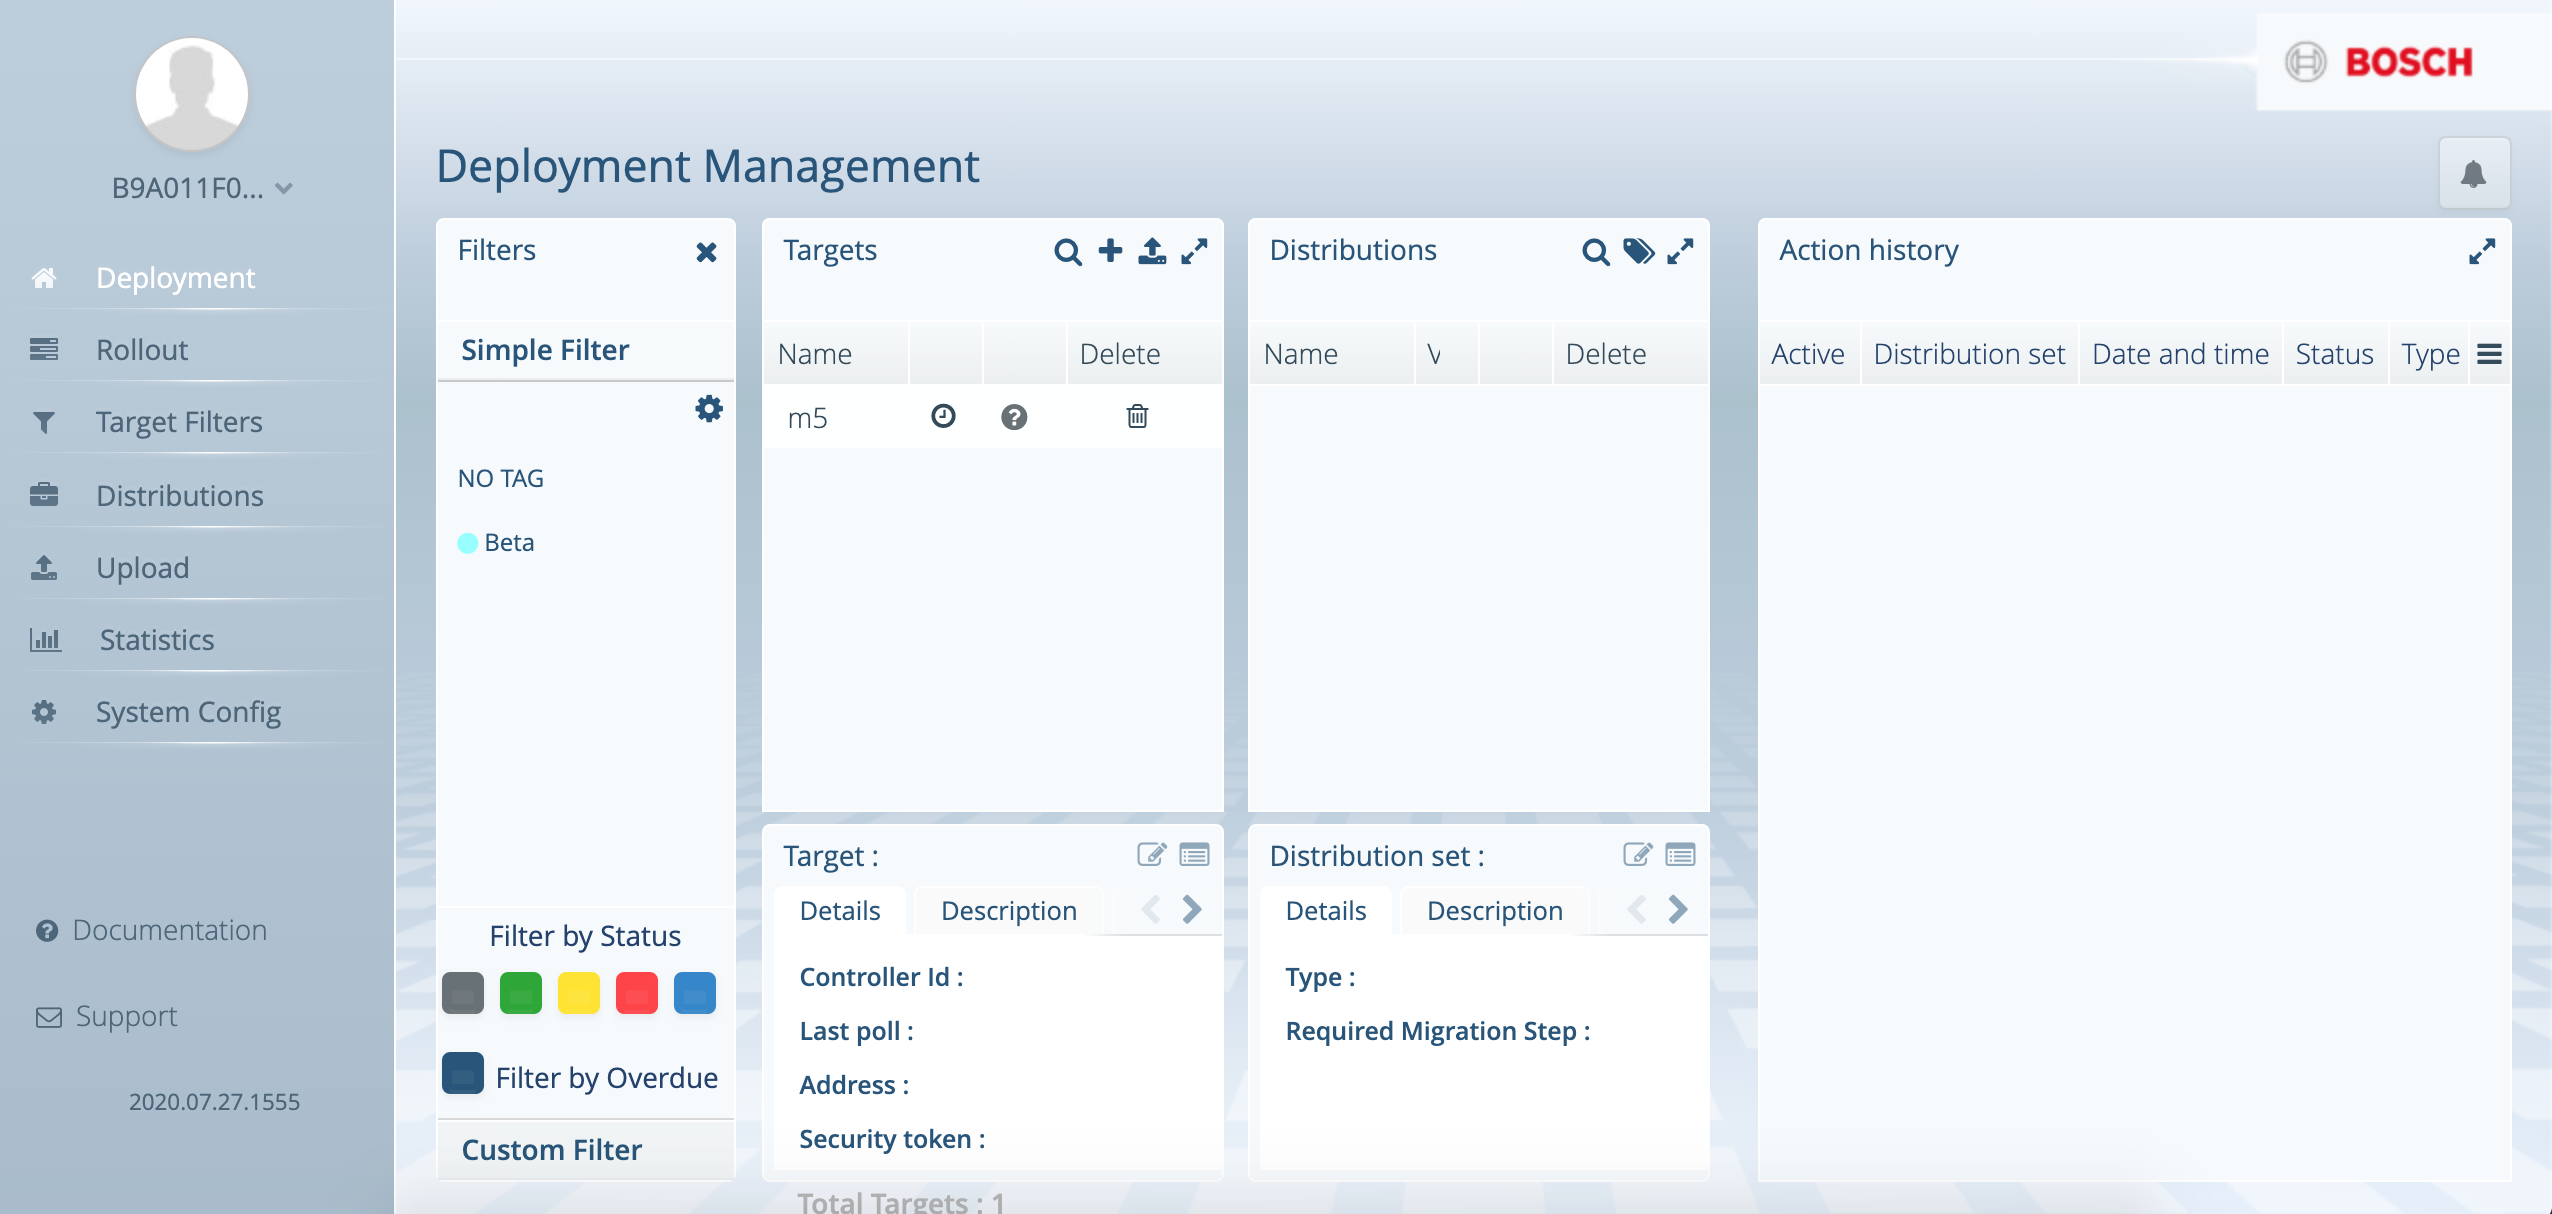 BOSCH
B9A011F0...
Deployment
Rollout
Target Filters
Distributions
Upload
Statistics
System Config
Documentation
Support
2020.07.27.1555
Deployment Management
Filters
Simple Filter
NO TAG
Beta
Filter by Status
Filter by Overdue
Custom Filter
Targets
Name Delete
m5
Target :
Details Description
Controller Id :
Last poll :
Address :
Security token :
Total Targets : 1
Distributions
Name V Delete
Distribution set :
Details Description
Type :
Required Migration Step :
Action history
Active Distribution set Date and time Status Type